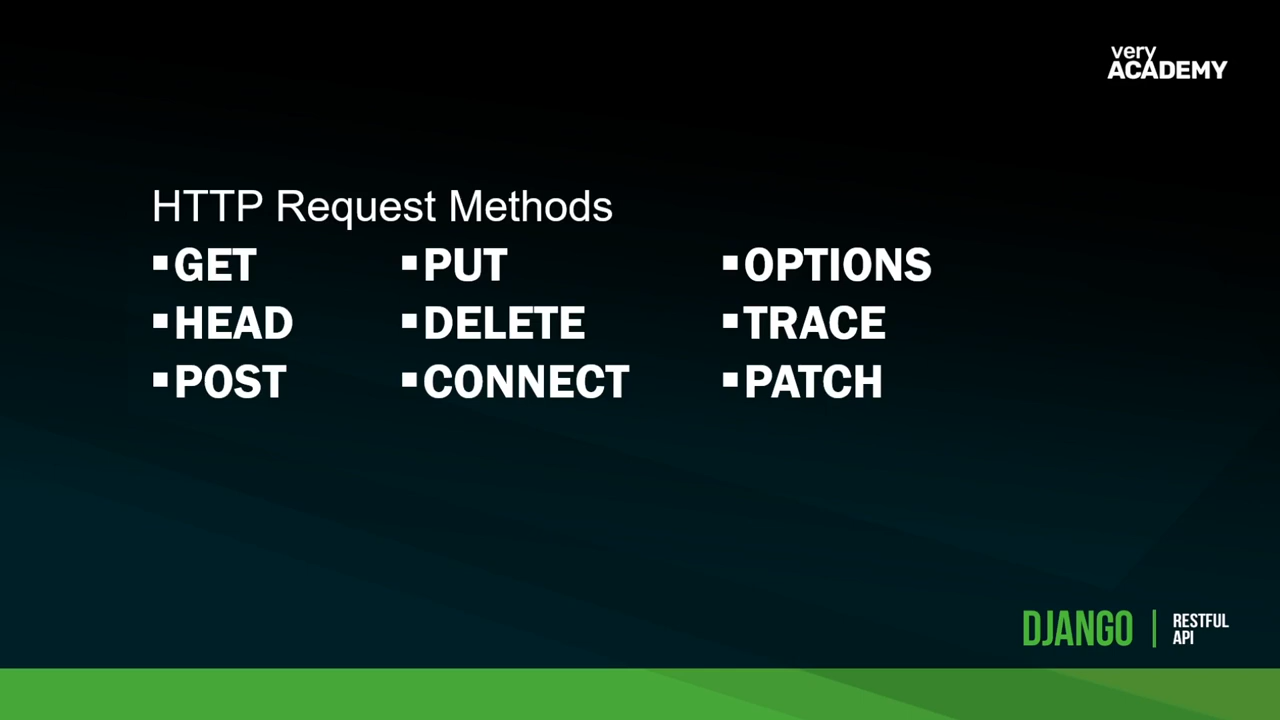 very
ACADEMY
HTTP Request Methods
▪GET
▪HEAD
▪POST
▪PUT
▪DELETE
▪CONNECT
▪OPTIONS
▪TRACE
▪PATCH
DJANGO
RESTFUL
API